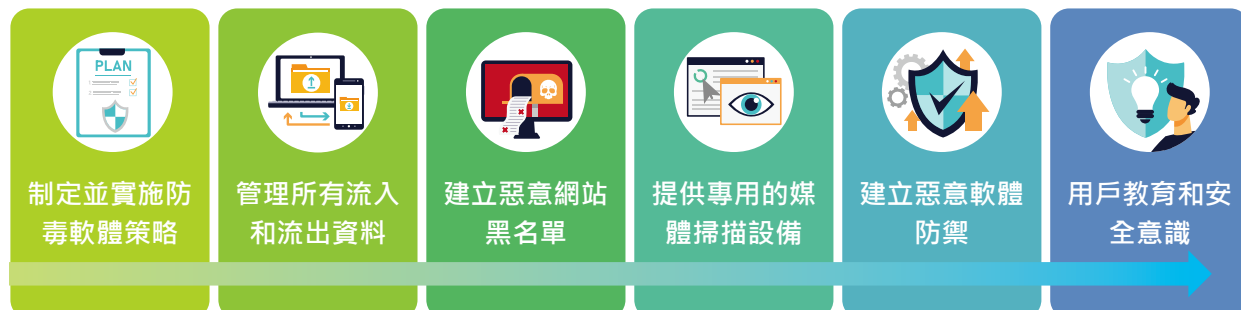 PLAN
制定並實施防
毒軟體策略
管理所有流入
和流出資料
建立惡意網站
黑名單
提供專用的媒
體掃描設備
建立惡意軟體
防禦
用戶教育和安
全意識